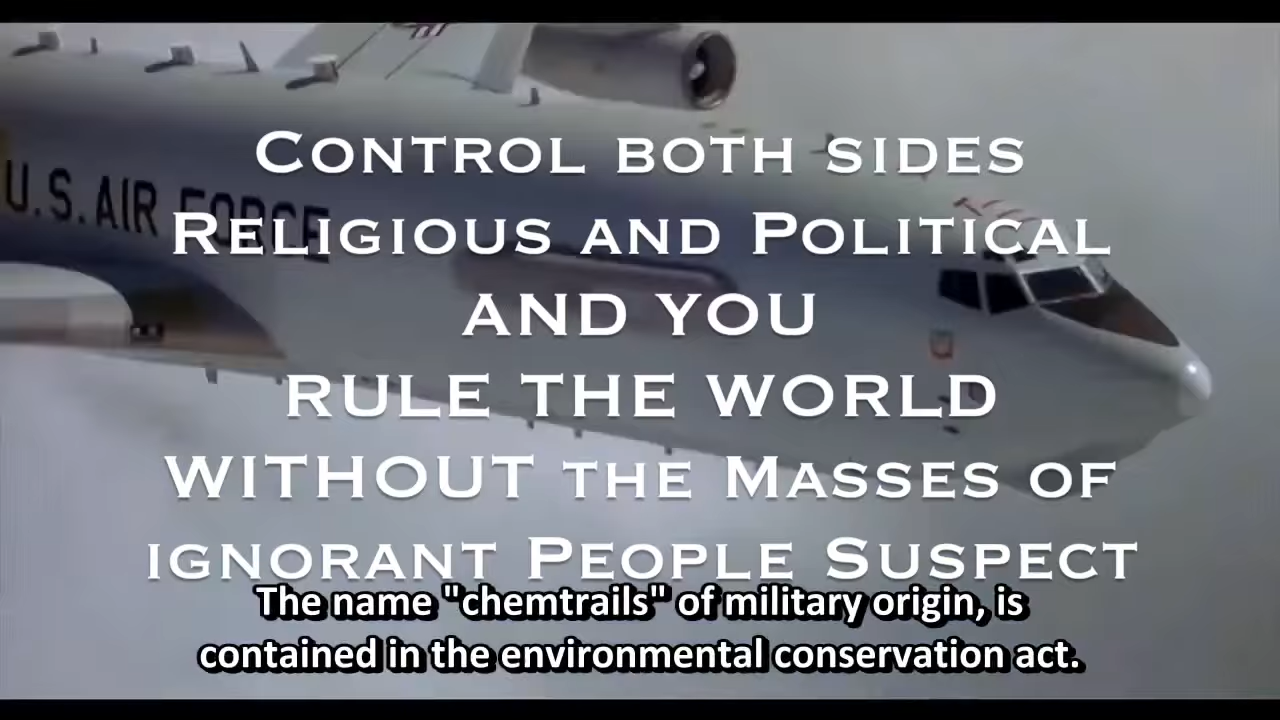 CONTROL BOTH SIDES
U.S. AIR FORCE
RELIGIOUS AND POLITICAL
AND YOU
RULE THE WORLD
WITHOUT THE MASSES OF
IGNORANT PEOPLE SUSPECT
The name "chemtrails" of military origin, is
contained in the environmental conservation act.